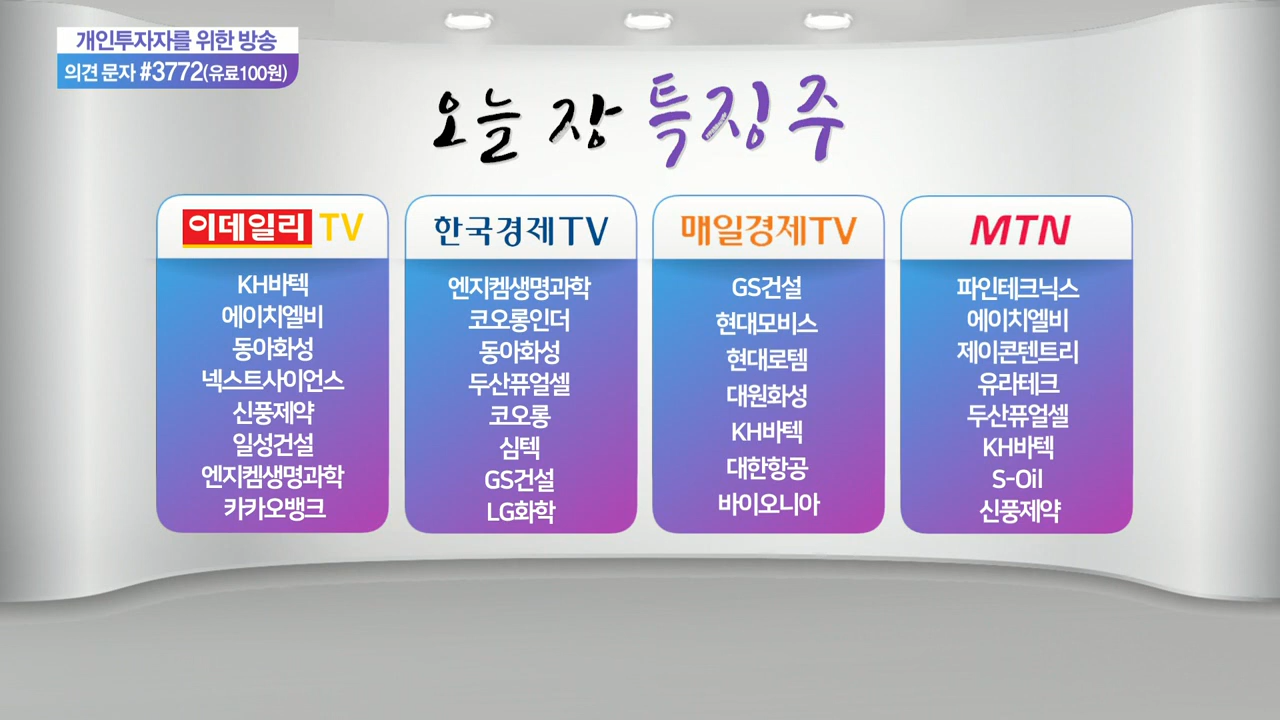 개인투자자를 위한 방송
의견 문자 #3772(유료100원)
오늘 장 특징주
이데일리 TV
KH바텍
에이치엘비
동아화성
넥스트사이언스
신풍제약
일성건설
엔지켐생명과학
카카오뱅크
한국경제TV
엔지켐생명과학
코오롱인더
동아화성
두산퓨얼셀
코오롱
심텍
GS건설
LG화학
매일경제TV
GS건설
현대모비스
현대로템
대원화성
KH바텍
대한항공
바이오니아
MTN
파인테크닉스
에이치엘비
제이콘텐트리
유라테크
두산퓨얼셀
KH바텍
S-Oil
신풍제약